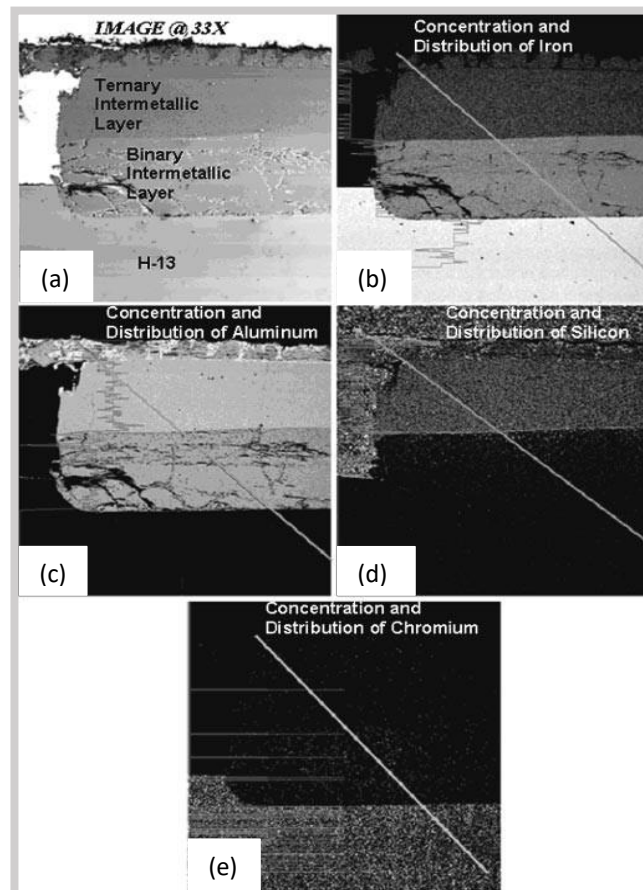 IMAGE @ 33X
Ternary
Intermetallic
Layer
Binary
Intermetallic
Layer
H-13
(a)
Concentration and
Distribution of Iron
(b)
Concentration and
Distribution of Aluminum
(c)
Concentration and
Distribution of Silicon
(d)
Concentration and
Distribution of Chromium
(e)